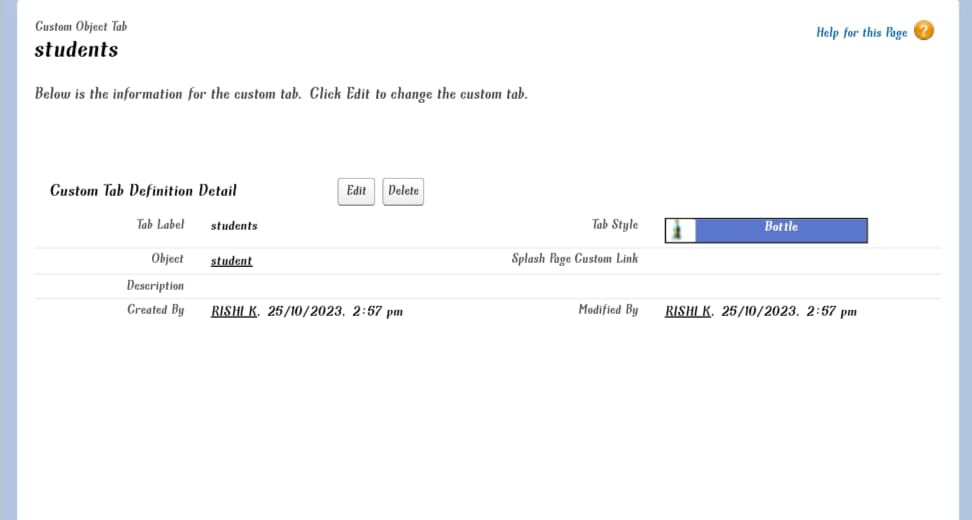 Custom Object Tab
students
Help for this Page ?
Below is the information for the custom tab. Click Edit to change the custom tab.
Custom Tab Definition Detail Edit Delete
Tab Label students Tab Style Bottle
Object student Splash Page Custom Link
Description
Created By RISHI K, 25/10/2023, 2:57 pm Modified By RISHI K, 25/10/2023, 2:57 pm